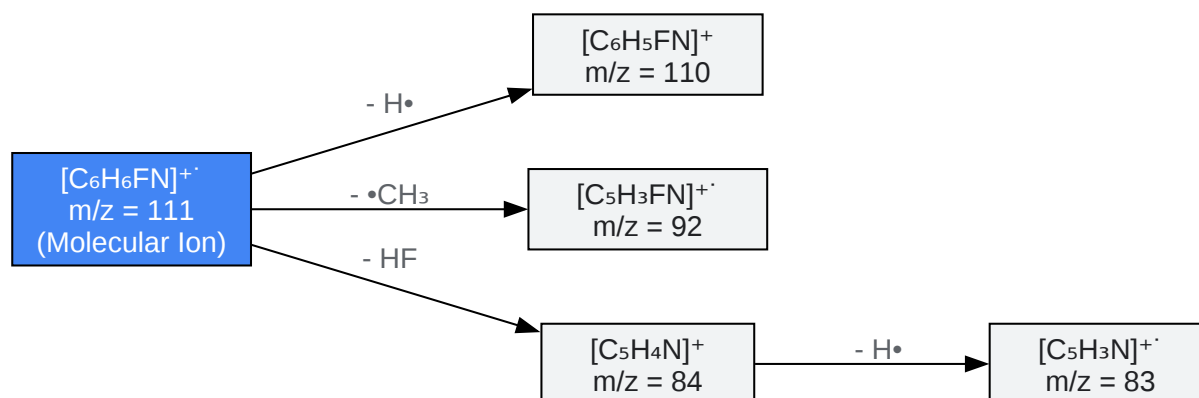 [C₆H₅FN]⁺
m/z = 110
- H•
[C₆H₆FN]⁺˙
m/z = 111
(Molecular Ion)
- •CH₃
[C₅H₃FN]⁺˙
m/z = 92
- HF
[C₅H₄N]⁺
m/z = 84
- H•
[C₅H₃N]⁺˙
m/z = 83